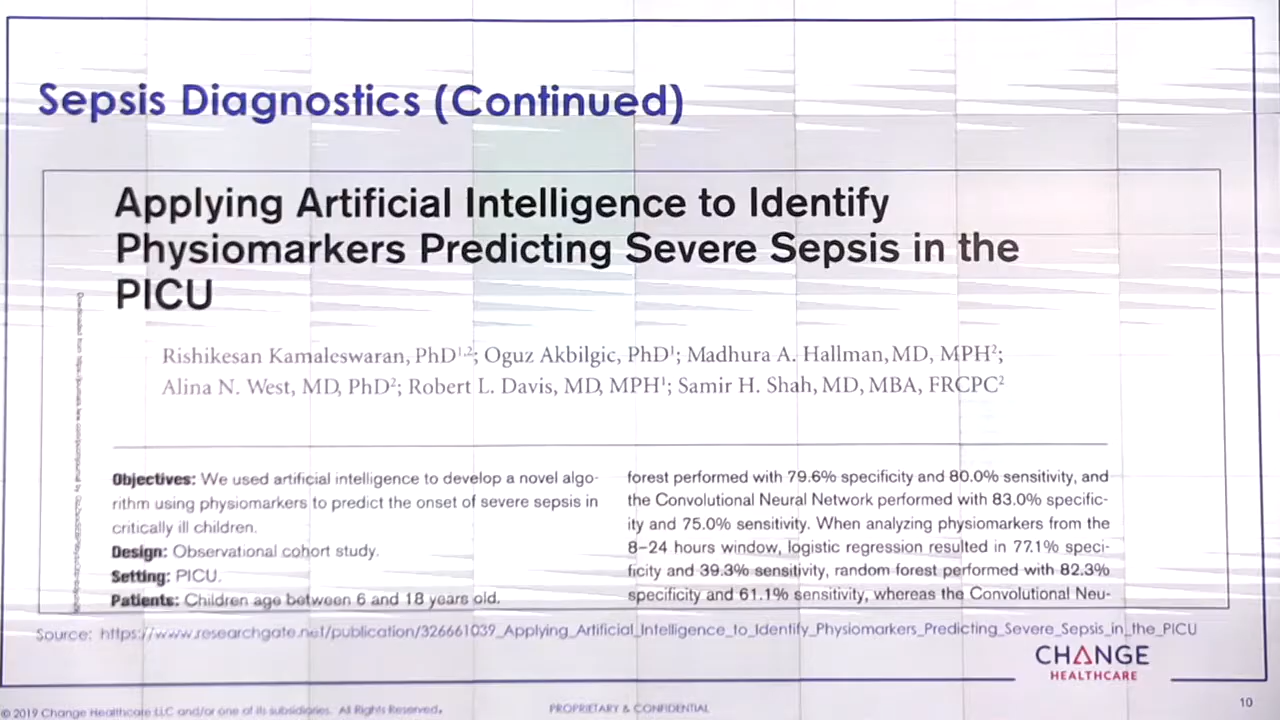 Sepsis Diagnostics (Continued)
Applying Artificial Intelligence to Identify
Physiomarkers Predicting Severe Sepsis in the
PICU
Rishikesan Kamaleswaran, PhD1,2; Oguz Akbilgic, PhD1; Madhura A. Hallman, MD, MPH2;
Alina N. West, MD, PhD2; Robert L. Davis, MD, MPH1; Samir H. Shah, MD, MBA, FRCPC2
Objectives: We used artificial intelligence to develop a novel algo-
rithm using physiomarkers to predict the onset of severe sepsis in
critically ill children.
Design: Observational cohort study.
Setting: PICU.
Patients: Children age between 6 and 18 years old.
forest performed with 79.6% specificity and 80.0% sensitivity, and
the Convolutional Neural Network performed with 83.0% specific-
ity and 75.0% sensitivity. When analyzing physiomarkers from the
8–24 hours window, logistic regression resulted in 77.1% speci-
ficity and 39.3% sensitivity, random forest performed with 82.3%
specificity and 61.1% sensitivity, whereas the Convolutional Neu-
Source: https://www.researchgate.net/publication/326661039_Applying_Artificial_Intelligence_to_Identify_Physiomarkers_Predicting_Severe_Sepsis_in_the_PICU
CHANGE
HEALTHCARE
© 2019 Change Healthcare LLC and/or one of its subsidiaries. All Rights Reserved.
PROPRIETARY & CONFIDENTIAL
10